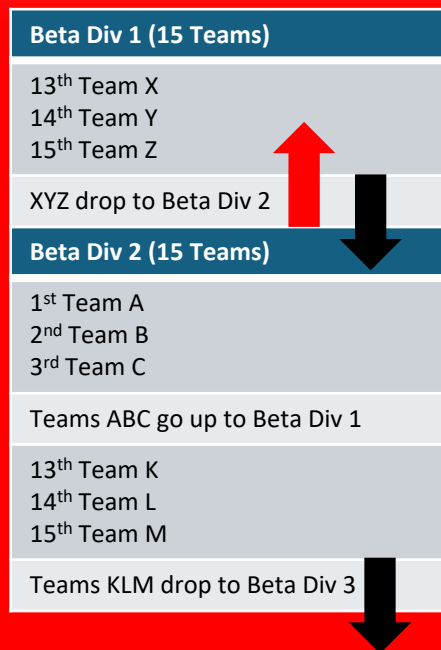 Beta Div 1 (15 Teams)
13th Team X
14th Team Y
15th Team Z
XYZ drop to Beta Div 2
Beta Div 2 (15 Teams)
1st Team A
2nd Team B
3rd Team C
Teams ABC go up to Beta Div 1
13th Team K
14th Team L
15th Team M
Teams KLM drop to Beta Div 3